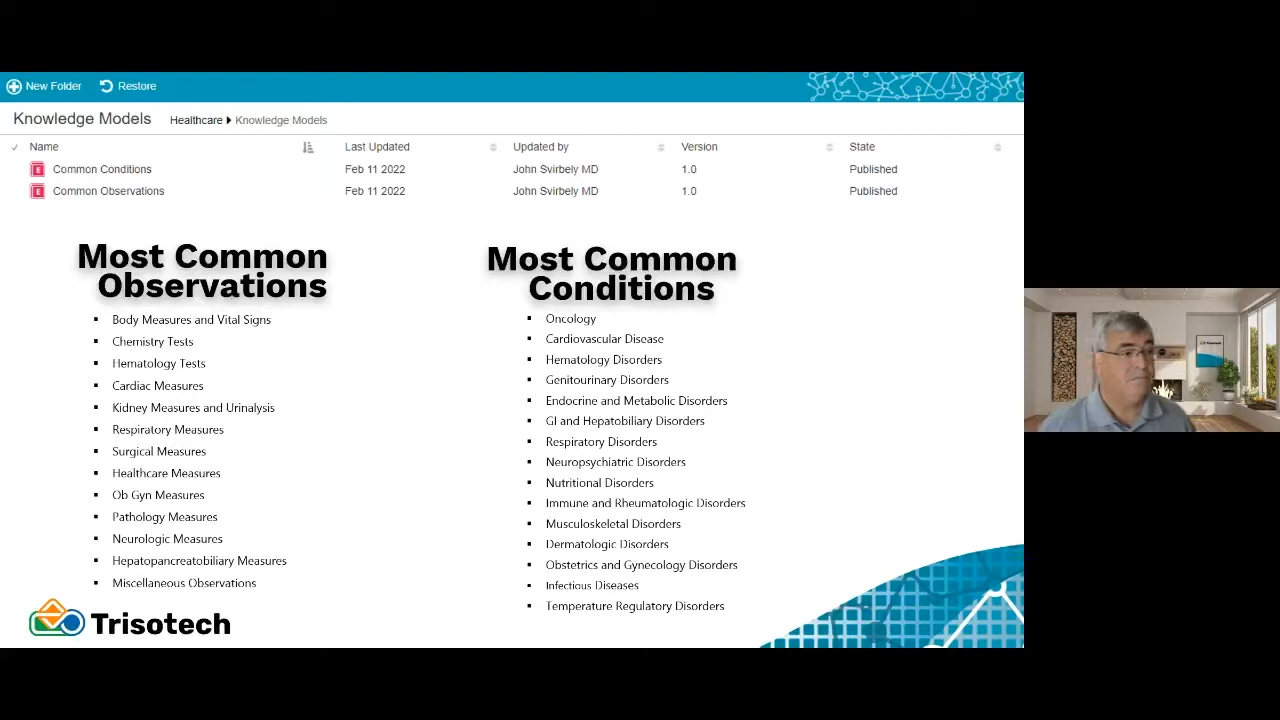 New Folder Restore
Knowledge Models Healthcare Knowledge Models
Name Last Updated Updated by Version State
Common Conditions Feb 11 2022 John Svirbely MD 1.0 Published
Common Observations Feb 11 2022 John Svirbely MD 1.0 Published
Most Common
Observations
Body Measures and Vital Signs
Chemistry Tests
Hematology Tests
Cardiac Measures
Kidney Measures and Urinalysis
Respiratory Measures
Surgical Measures
Healthcare Measures
Ob Gyn Measures
Pathology Measures
Neurologic Measures
Hepatopancreatobiliary Measures
Miscellaneous Observations
Most Common
Conditions
Oncology
Cardiovascular Disease
Hematology Disorders
Genitourinary Disorders
Endocrine and Metabolic Disorders
GI and Hepatobiliary Disorders
Respiratory Disorders
Neuropsychiatric Disorders
Nutritional Disorders
Immune and Rheumatologic Disorders
Musculoskeletal Disorders
Dermatologic Disorders
Obstetrics and Gynecology Disorders
Infectious Diseases
Temperature Regulatory Disorders
Trisotech
Trisotech